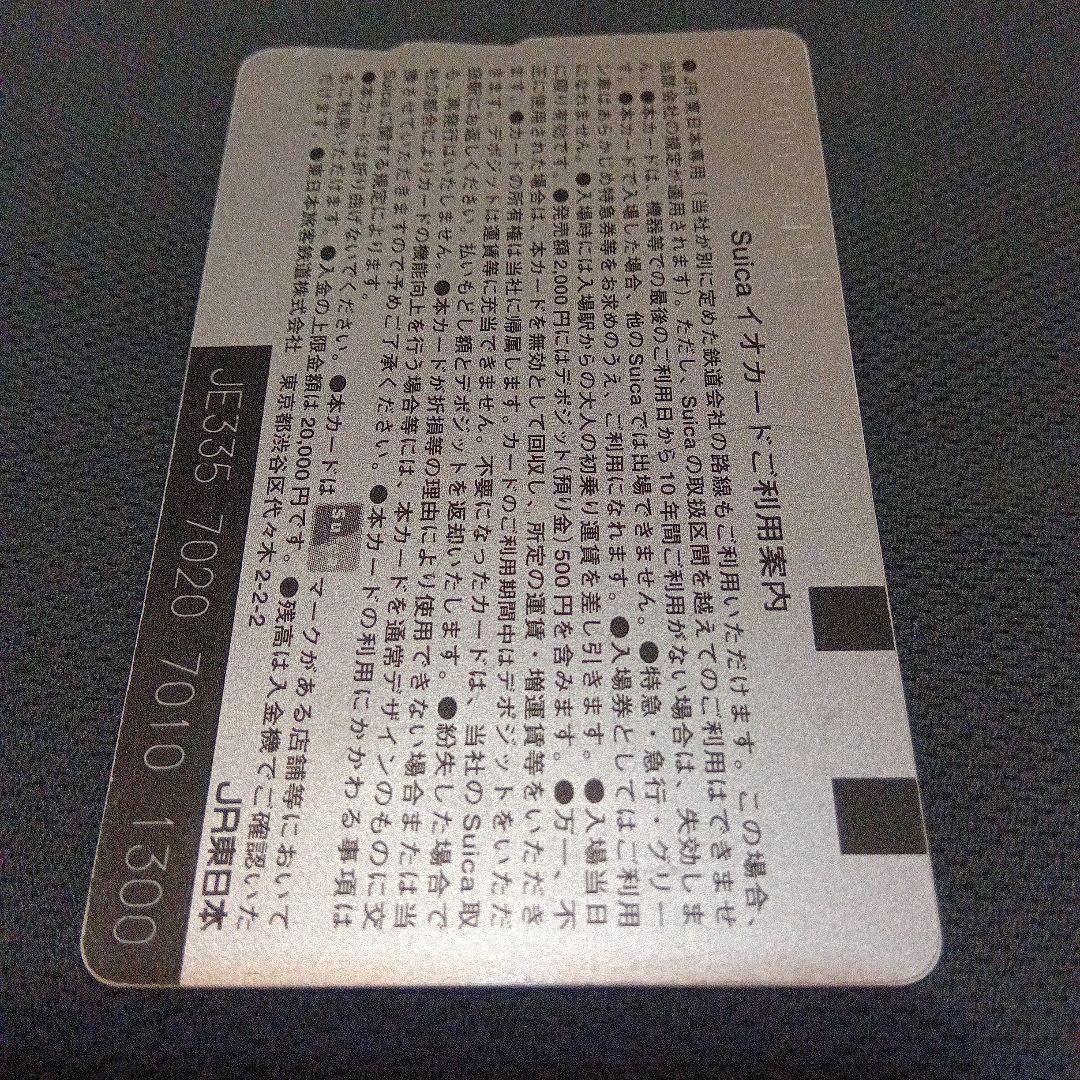 Suica イオカードご利用案内
●JR東日本専用（当社が別に定めた鉄道会社の路線もご利用いただけます。この場合、
当該会社の規定が適用されます）。ただし、Suicaの取扱区間を越えてのご利用はできませ
ん。●本カードは、機器等での最後のご利用日から10年間ご利用がない場合は、失効しま
す。●本カードで入場した場合、他のSuicaでは出場できません。●特急・急行・グリー
ン車はあらかじめ特急券等をお求めのうえ、ご利用になれます。●入場券としてはご利用
になれません。●入場時には入場駅からの大人の初乗り運賃を差し引きます。●入場当日
に限り有効です。●発売額2,000円にはデポジット(預り金)500円を含みます。●万一、不
正に使用された場合は、本カードを無効として回収し、所定の運賃・増運賃等をいただき
ます。●カードの所有権は当社に帰属します。カードのご利用期間中はデポジットをいただ
きます。デポジットは運賃等に充当できません。不要になったカードは、当社のSuica取
扱駅にお返しください。払いもどし額とデポジットを返却いたします。●紛失した場合で
も、再発行はいたしません。●本カードが折損等の理由により使用できない場合または当
社の都合によりカードの機能向上を行う場合等には、本カードを通常デザインのものに交
換させていただきますので予めご了承ください。●本カードの利用にかかわる事項は
Suicaに関する規定によります。
●本カードは折り曲げないでください。●本カードは Su マークがある店舗等において
もご利用いただけます。●入金の上限金額は20,000円です。●残高は入金機でご確認いた
だけます。●東日本旅客鉄道株式会社 東京都渋谷区代々木2-2-2
JR東日本
JE335 7020 7010 1300